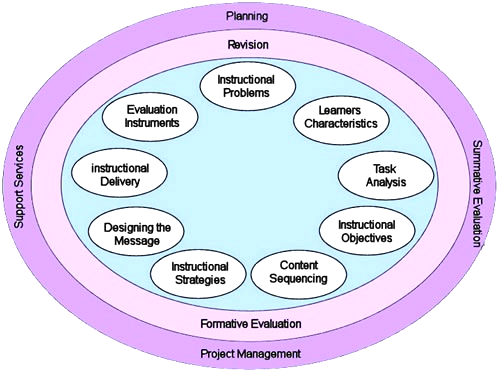 Planning
Revision
Instructional
Problems
Learners
Characteristics
Task
Analysis
Instructional
Objectives
Content
Sequencing
Instructional
Strategies
Designing the
Message
instructional
Delivery
Evaluation
Instruments
Formative Evaluation
Project Management
Support Services
Summative Evaluation